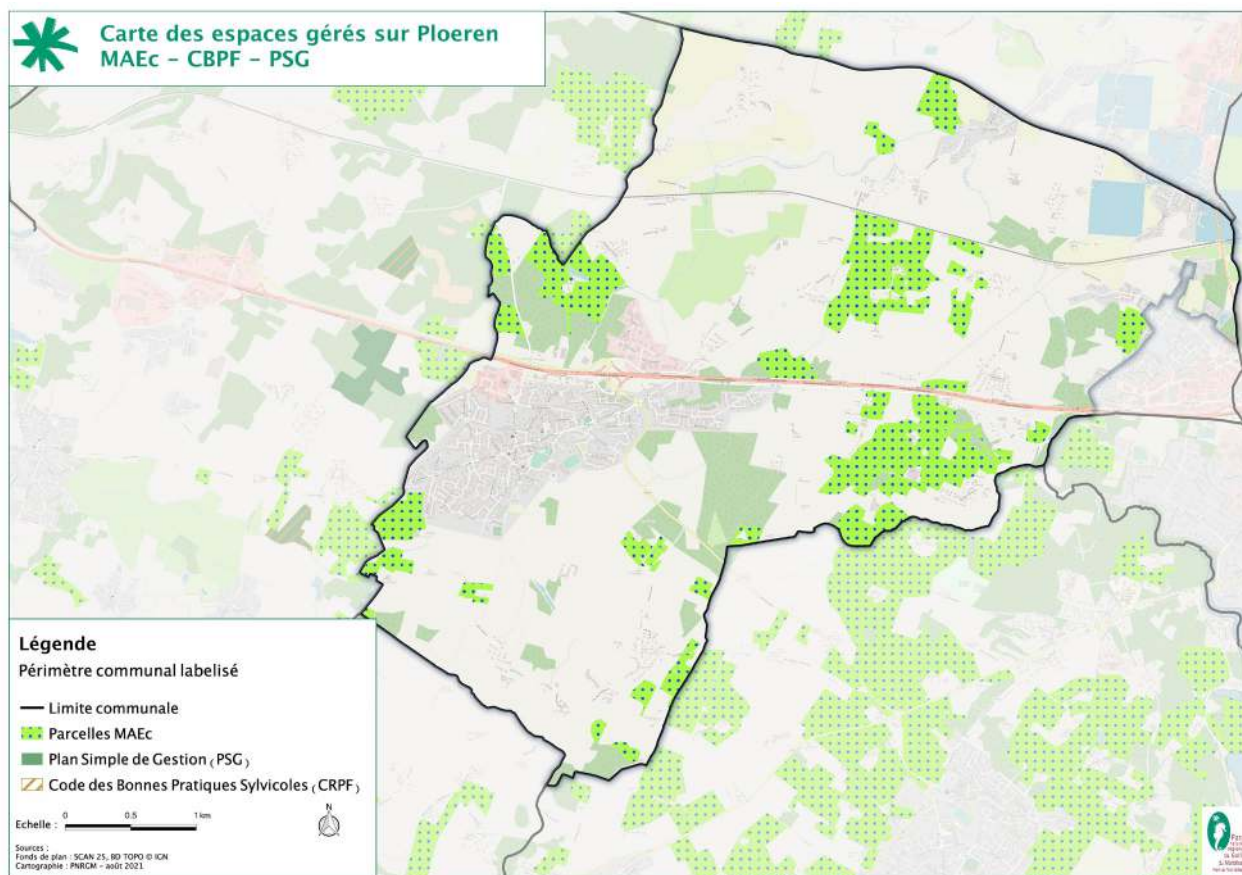 Carte des espaces gérés sur Ploeren
MAEc – CBPF – PSG
Légende
Périmètre communal labelisé
Limite communale
Parcelles MAEc
Plan Simple de Gestion (PSG)
Code des Bonnes Pratiques Sylvicoles (CRPF)
Echelle : 0 0.5 1 km
N
Sources :
Fonds de plan : SCAN 25, BD TOPO © IGN
Cartographie : PNRGM – août 2021